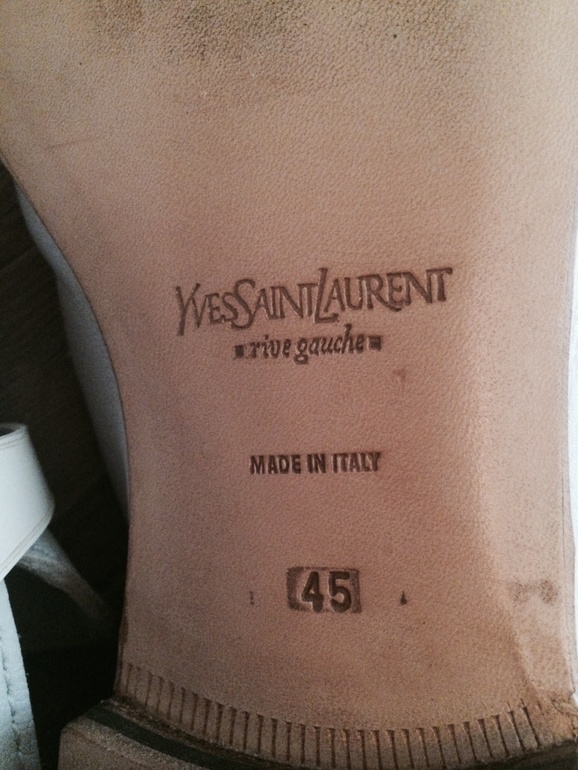 YVESSAINTLAURENT
rive gauche
MADE IN ITALY
45